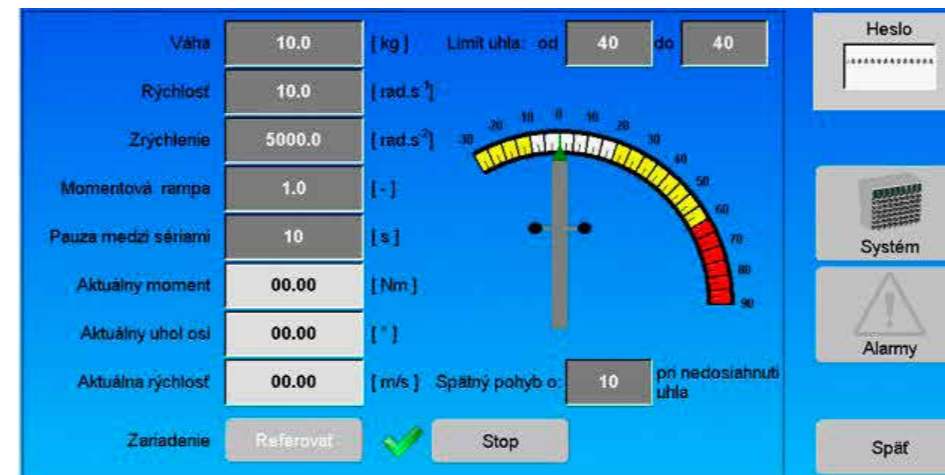 Váha 10.0 [kg] Limit uhla: od 40 do 40
Rýchlosť 10.0 [rad.s⁻¹]
Zrýchlenie 5000.0 [rad.s⁻²]
Momentová rampa 1.0 [-]
Pauza medzi sériami 10 [s]
Aktuálny moment 00.00 [Nm]
Aktuálny uhol osi 00.00 [°]
Aktuálna rýchlosť 00.00 [m/s] Spätný pohyb o: 10 pri nedosiahnutí
uhla
Zariadenie Referovať Stop
-30 -20 10 0 10 20 30 40 50 60 70 80 90
Heslo
*************
Systém
Alarmy
Späť